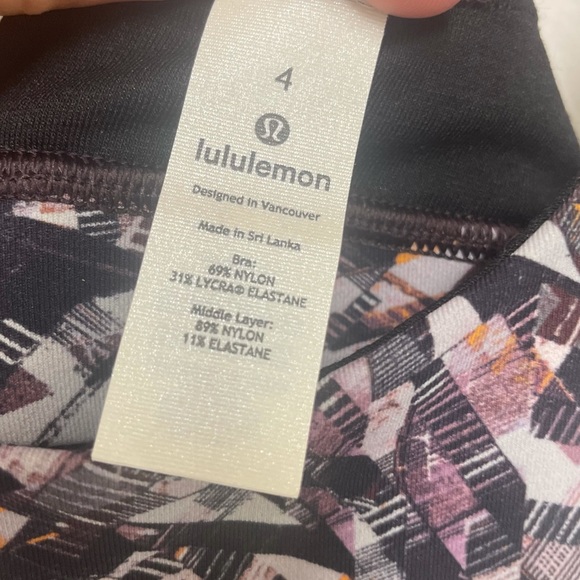 4
lululemon
Designed in Vancouver
Made in Sri Lanka
Bra:
69% NYLON
31% LYCRA® ELASTANE
Middle Layer:
89% NYLON
11% ELASTANE